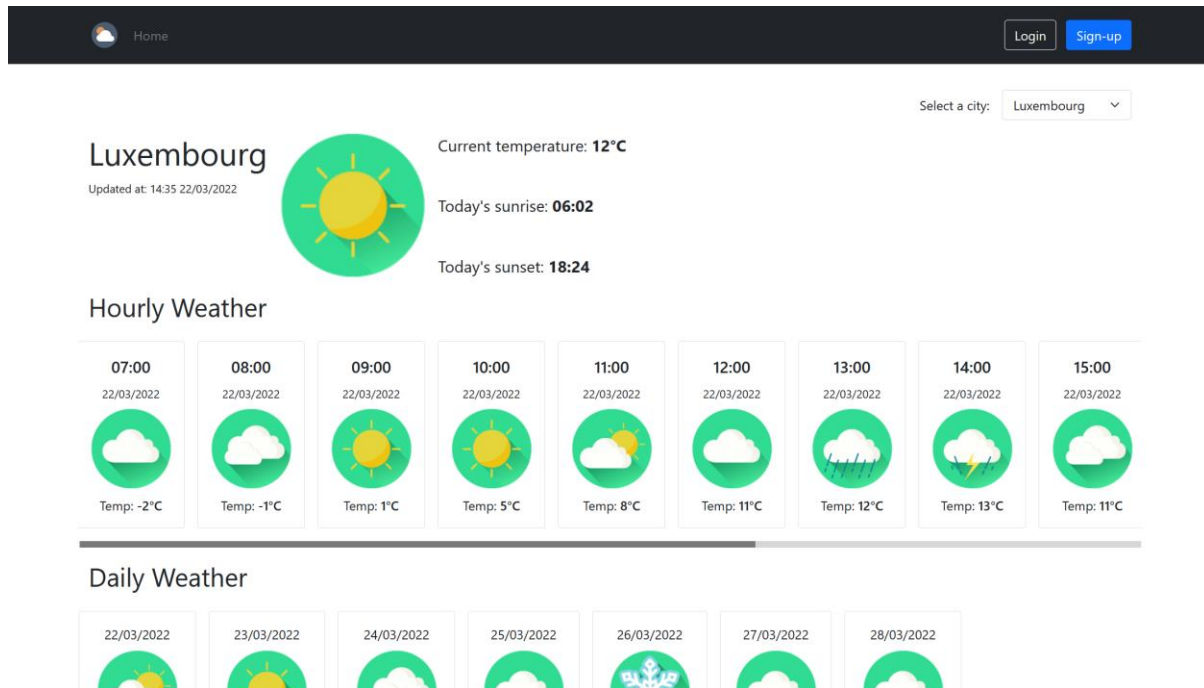 Home
Login
Sign-up
Select a city:
Luxembourg
Luxembourg
Updated at: 14:35 22/03/2022
Current temperature: 12°C
Today's sunrise: 06:02
Today's sunset: 18:24
Hourly Weather
07:00 08:00 09:00 10:00 11:00 12:00 13:00 14:00 15:00
22/03/2022 22/03/2022 22/03/2022 22/03/2022 22/03/2022 22/03/2022 22/03/2022 22/03/2022 22/03/2022
Temp: -2°C Temp: -1°C Temp: 1°C Temp: 5°C Temp: 8°C Temp: 11°C Temp: 12°C Temp: 13°C Temp: 11°C
Daily Weather
22/03/2022 23/03/2022 24/03/2022 25/03/2022 26/03/2022 27/03/2022 28/03/2022